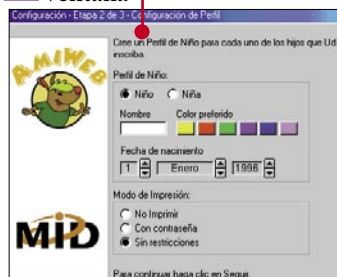 Configuración - Etapa 2 de 3 - Configuración de Perfil
AMIWEB
Cree un Perfil de Niño para cada uno de los hijos que Ud
inscriba.
Perfil de Niño:
Niño Niña
Nombre Color preferido
Fecha de nacimiento
1 Enero 1996
Modo de Impresión:
No Imprimir
Con contraseña
Sin restricciones
MID
Para continuar haga clic en Seguir.